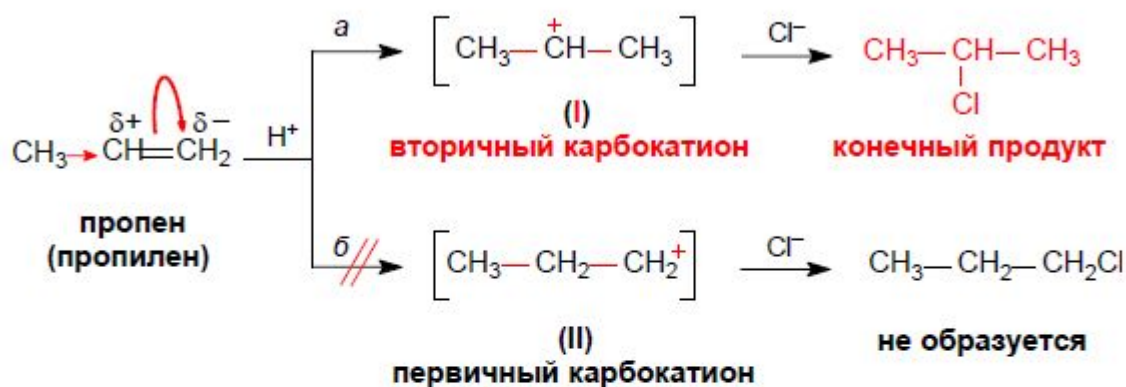 а
CH₃—C⁺H—CH₃
Cl⁻
CH₃—CH—CH₃
Cl
(I)
вторичный карбокатион
конечный продукт
δ+ δ−
CH₃→CH=CH₂
H⁺
пропен
(пропилен)
б
CH₃—CH₂—CH₂⁺
Cl⁻
CH₃—CH₂—CH₂Cl
(II)
первичный карбокатион
не образуется